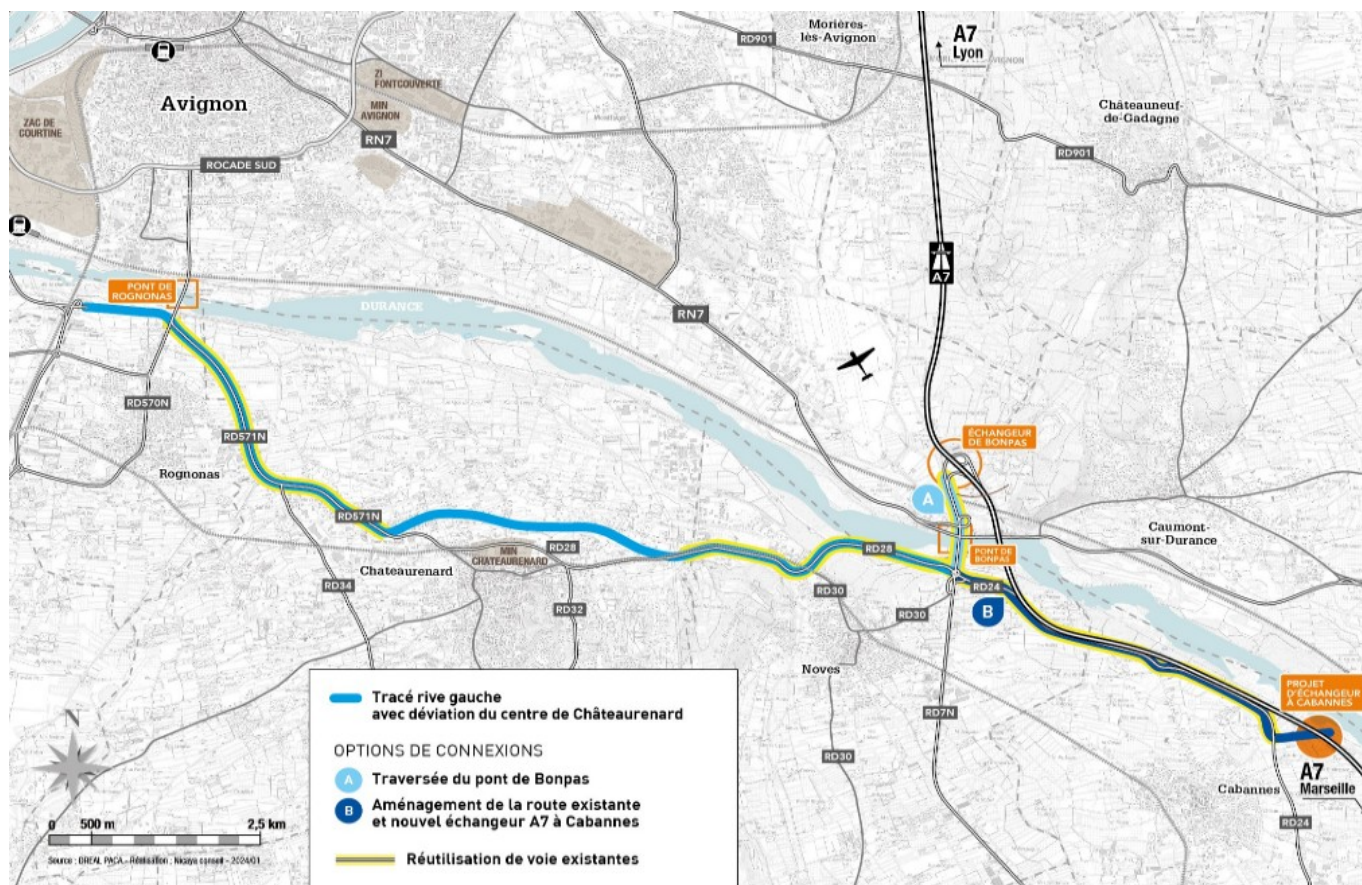 Morières-
lès-Avignon
A7
Lyon
RD901
ZI
FONTCOUVERTE
MIN
AVIGNON
Avignon
ZAC DE
COURTINE
RN7
Châteauneuf-
de-Gadagne
ROCADE SUD
RD901
A7
PONT DE
ROGNONAS
DURANCE
RN7
RD570N
RD571N
ÉCHANGEUR
DE BONPAS
Rognonas
A
RD571N
Caumont-
sur-Durance
MIN
CHATEAURENARD
RD28
RD28
PONT DE
BONPAS
Chateaurenard
RD34
RD32
RD30
RD24
RD30
B
Noves
PROJET
D'ÉCHANGEUR
À CABANNES
RD7N
RD30
A7
Marseille
Cabannes
RD24
N
0 500 m 2,5 km
Source : DREAL PACA - Réalisation : Nicaya conseil - 2024/01
Tracé rive gauche
avec déviation du centre de Châteaurenard
OPTIONS DE CONNEXIONS
A Traversée du pont de Bonpas
B Aménagement de la route existante
et nouvel échangeur A7 à Cabannes
Réutilisation de voie existantes